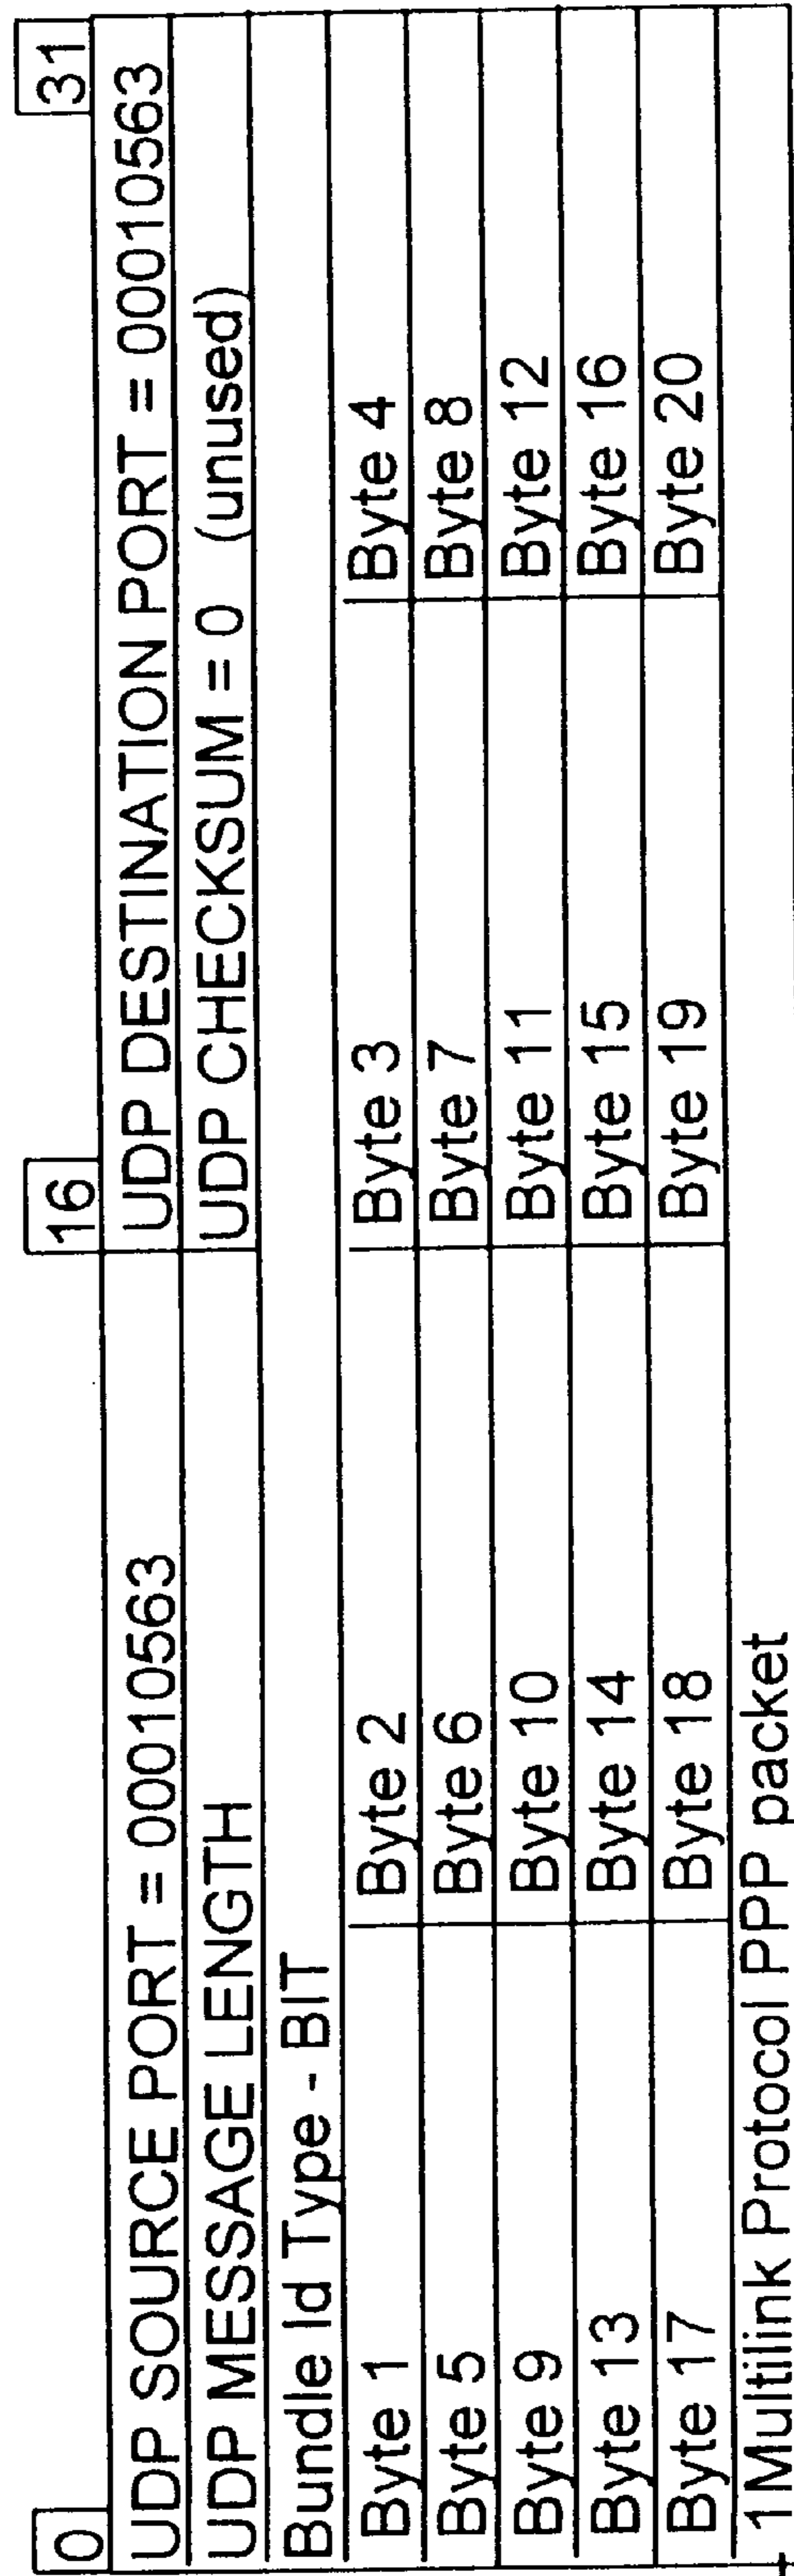 0 16 31
UDP SOURCE PORT = 00010563 UDP DESTINATION PORT = 00010563
UDP MESSAGE LENGTH UDP CHECKSUM = 0 (unused)
Bundle Id Type - BIT
Byte 1 Byte 2 Byte 3 Byte 4
Byte 5 Byte 6 Byte 7 Byte 8
Byte 9 Byte 10 Byte 11 Byte 12
Byte 13 Byte 14 Byte 15 Byte 16
Byte 17 Byte 18 Byte 19 Byte 20
1 Multilink Protocol PPP packet